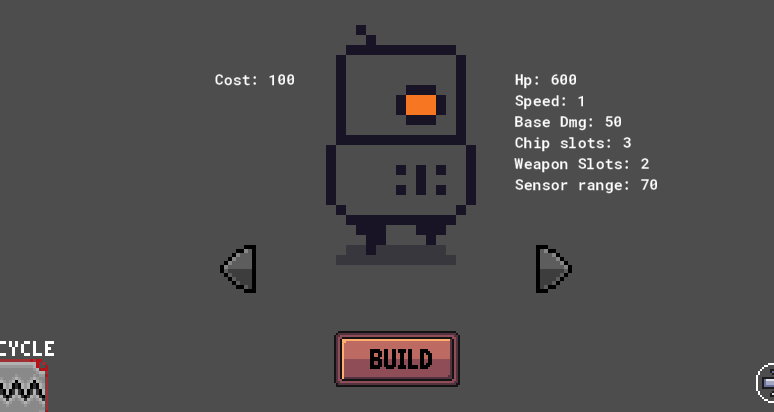 Cost: 100
Hp: 600
Speed: 1
Base Dmg: 50
Chip slots: 3
Weapon Slots: 2
Sensor range: 70
CYCLE
BUILD